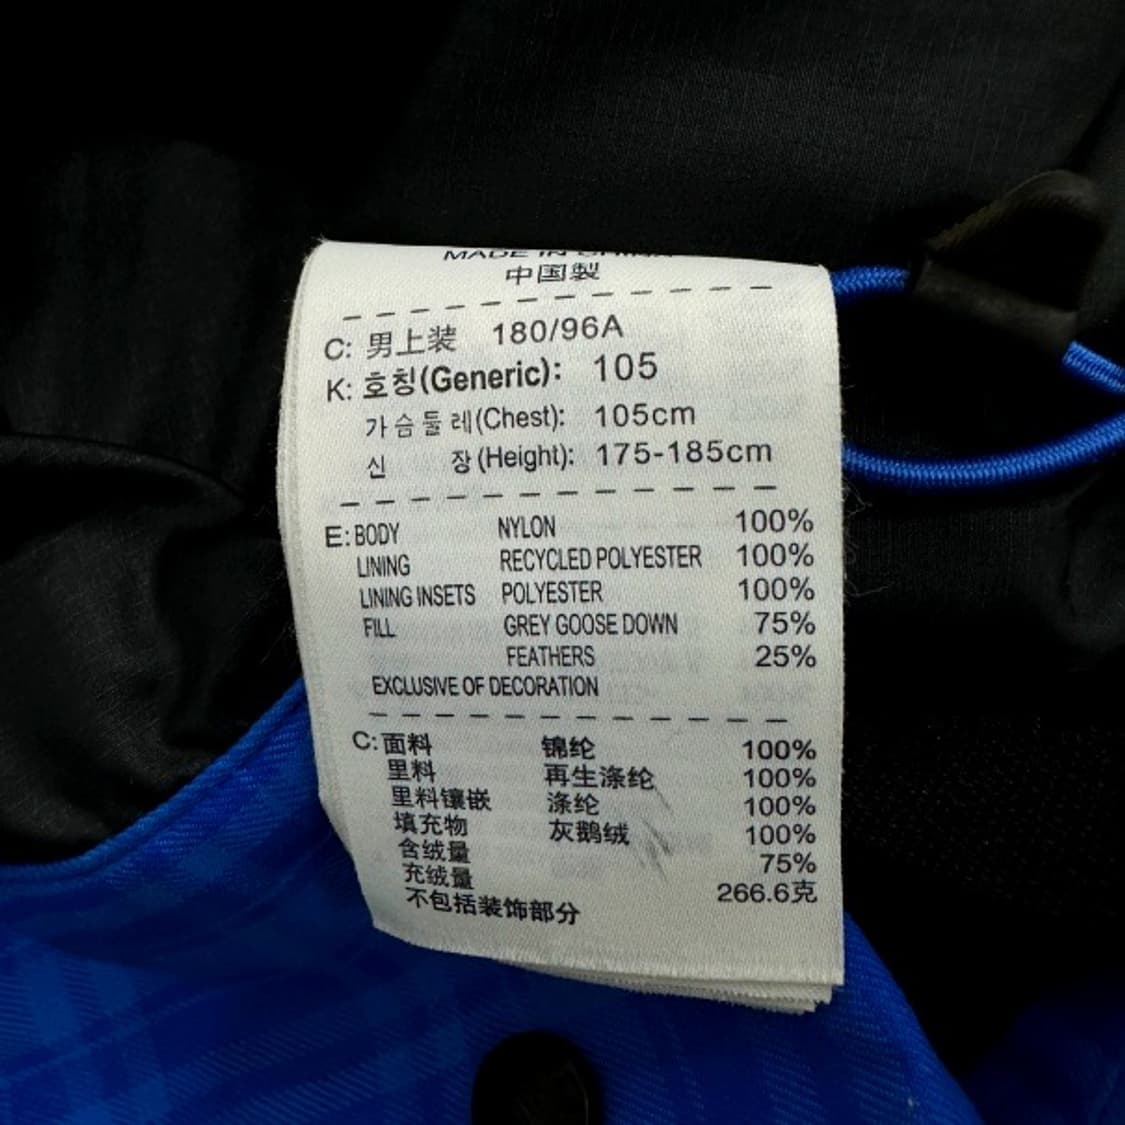 MADE IN CHINA
中国製
C: 男上装 180/96A
K: 호칭(Generic): 105
가슴둘레(Chest): 105cm
신 장(Height): 175-185cm
E: BODY NYLON 100%
LINING RECYCLED POLYESTER 100%
LINING INSETS POLYESTER 100%
FILL GREY GOOSE DOWN 75%
FEATHERS 25%
EXCLUSIVE OF DECORATION
C: 面料 锦纶 100%
里料 再生涤纶 100%
里料镶嵌 涤纶 100%
填充物 灰鹅绒 100%
含绒量 75%
充绒量 266.6克
不包括装饰部分